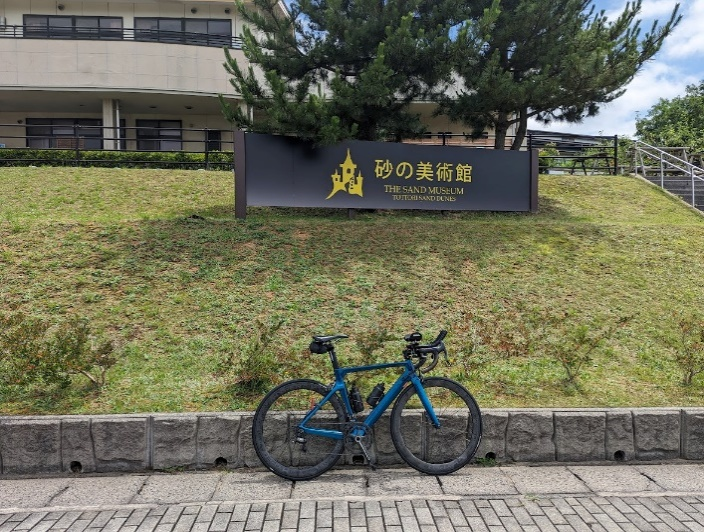 砂の美術館
THE SAND MUSEUM
TOTTORI SAND DUNES